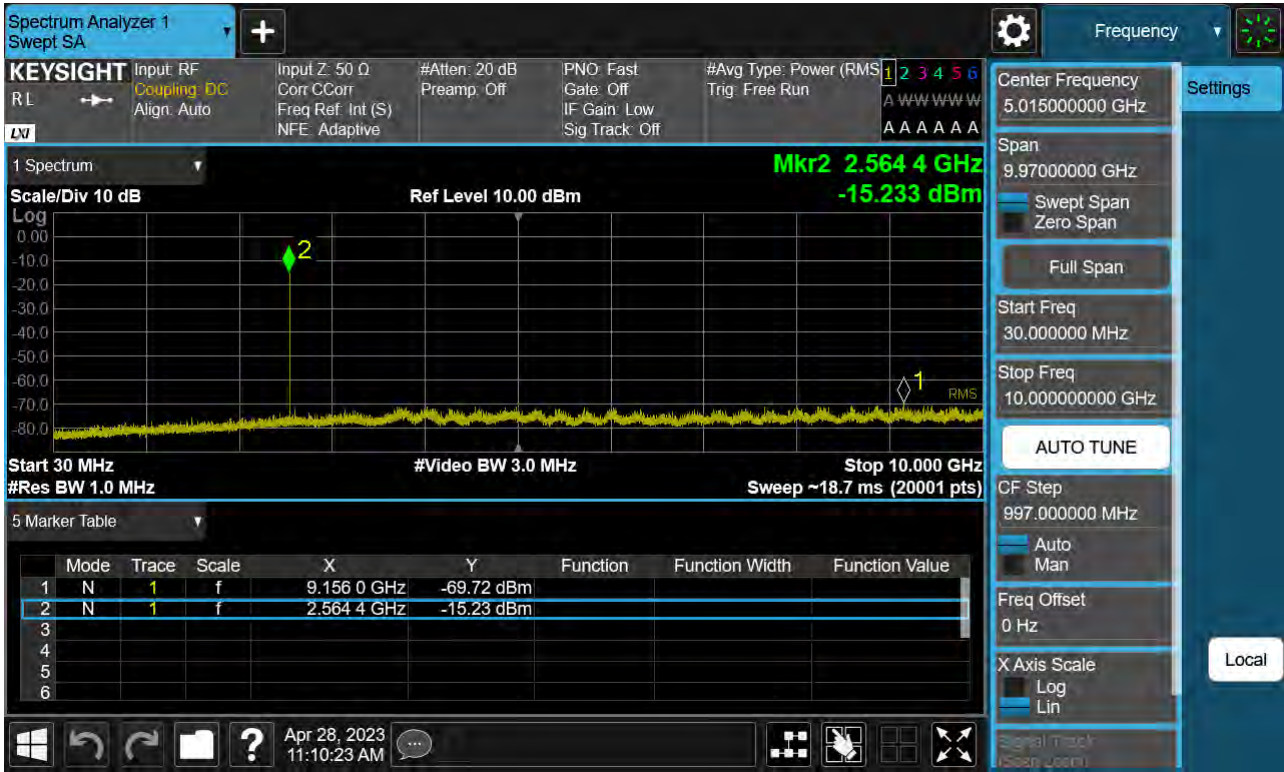 Spectrum Analyzer 1
Swept SA
Frequency
KEYSIGHT
RL
LXI
Input: RF
Coupling: DC
Align: Auto
Input Z: 50 Ω
Corr CCorr
Freq Ref: Int (S)
NFE: Adaptive
#Atten: 20 dB
Preamp: Off
PNO: Fast
Gate: Off
IF Gain: Low
Sig Track: Off
#Avg Type: Power (RMS
Trig: Free Run
1 2 3 4 5 6
A W W W W W
A A A A A A
1 Spectrum
Mkr2 2.564 4 GHz
Scale/Div 10 dB
Ref Level 10.00 dBm
-15.233 dBm
Log
0.00
-10.0
-20.0
-30.0
-40.0
-50.0
-60.0
-70.0
-80.0
2
1
RMS
Start 30 MHz
#Video BW 3.0 MHz
Stop 10.000 GHz
#Res BW 1.0 MHz
Sweep ~18.7 ms (20001 pts)
5 Marker Table
Mode Trace Scale X Y Function Function Width Function Value
1 N 1 f 9.156 0 GHz -69.72 dBm
2 N 1 f 2.564 4 GHz -15.23 dBm
3
4
5
6
Apr 28, 2023
11:10:23 AM
Center Frequency
5.015000000 GHz
Settings
Span
9.97000000 GHz
Swept Span
Zero Span
Full Span
Start Freq
30.000000 MHz
Stop Freq
10.000000000 GHz
AUTO TUNE
CF Step
997.000000 MHz
Auto
Man
Freq Offset
0 Hz
X Axis Scale
Log
Lin
Local
Signal Track
(Span Zoom)